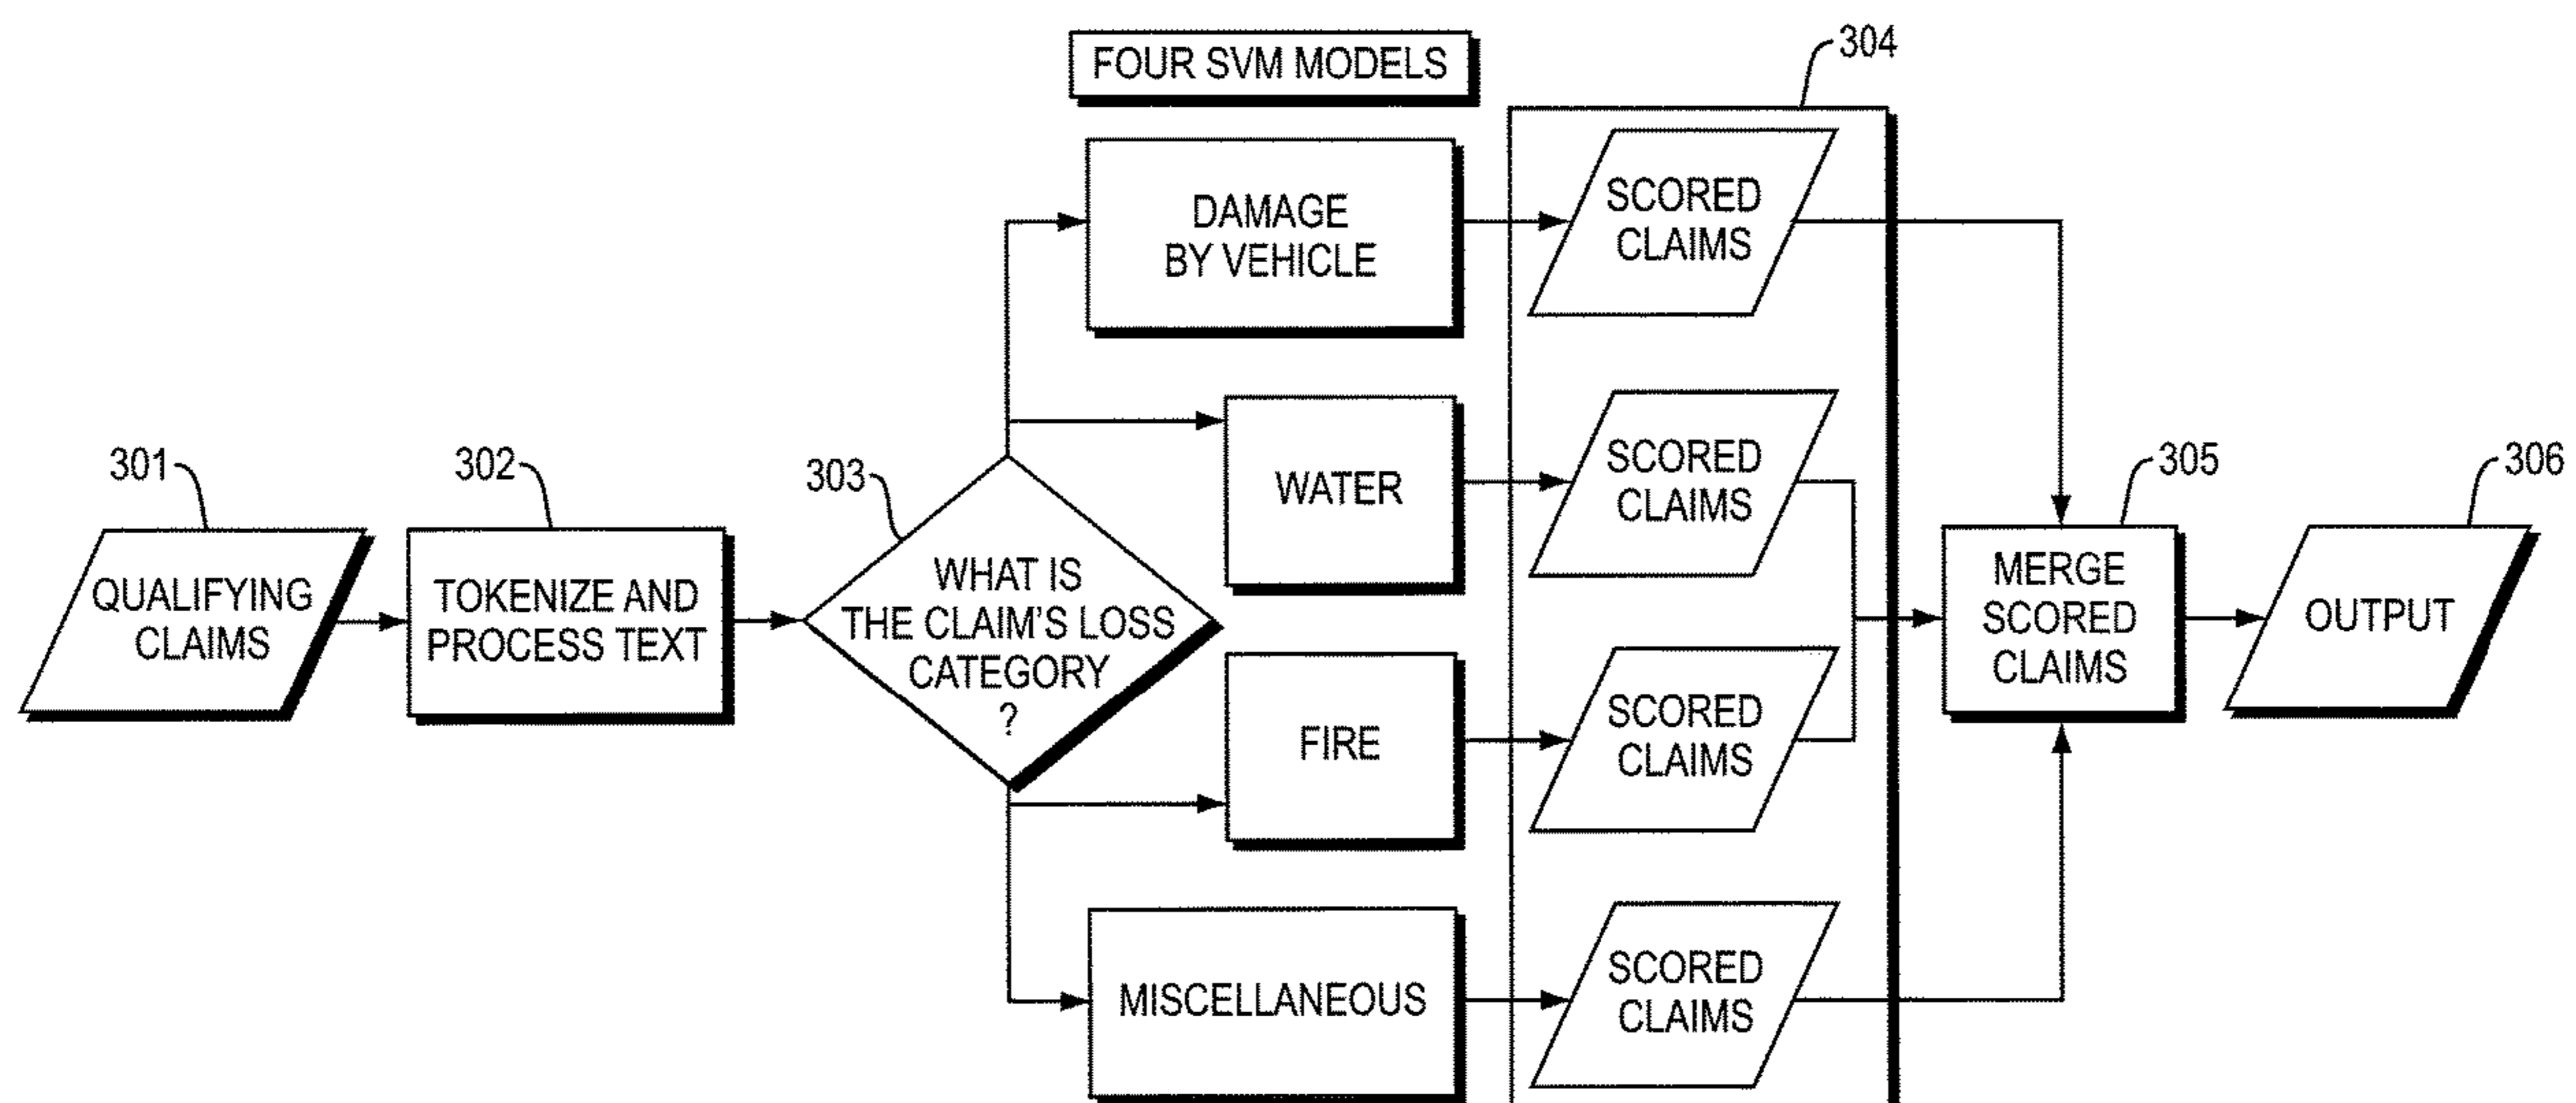 FOUR SVM MODELS
304
DAMAGE
BY VEHICLE
SCORED
CLAIMS
301
302
303
WATER
SCORED
CLAIMS
305
306
QUALIFYING
CLAIMS
TOKENIZE AND
PROCESS TEXT
WHAT IS
THE CLAIM'S LOSS
CATEGORY
?
MERGE
SCORED
CLAIMS
OUTPUT
FIRE
SCORED
CLAIMS
MISCELLANEOUS
SCORED
CLAIMS